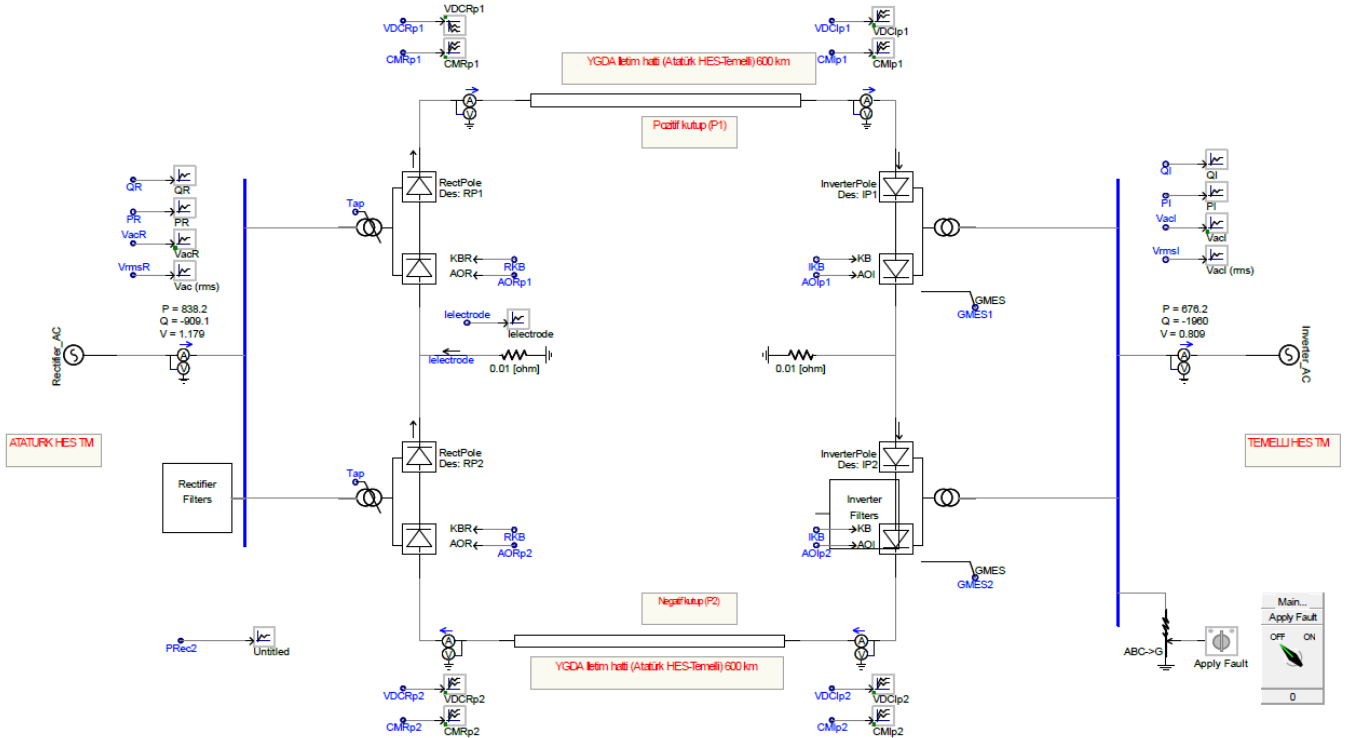 VDCRp1
VDCRp1
CMRp1
CMRp1
VDCIp1
VDCIp1
CMIp1
CMIp1
YGDA Iletim hatti (Atatürk HES-Temelli) 600 km
A
V
A
V
Pozitif kutup (P1)
QR
QR
PR
PR
VacR
VacR
VrmsR
Vac (rms)
Tap
RectPole
Des: RP1
InverterPole
Des: IP1
QI
QI
PI
PI
VacI
VacI
VrmsI
VacI (rms)
KBR
RKB
AOR
AORp1
IKB
KB
AOIp1
AOI
GMES
GMES1
P = 838.2
Q = -909.1
V = 1.179
Ielectrode
Ielectrode
Ielectrode
0.01 [ohm]
0.01 [ohm]
P = 676.2
Q = -1960
V = 0.809
Rectifier_AC
A
V
A
V
Inverter_AC
ATATURK HES TM
TEMELLI HES TM
Rectifier
Filters
Tap
RectPole
Des: RP2
InverterPole
Des: IP2
Inverter
Filters
KBR
RKB
AOR
AORp2
IKB
KB
AOIp2
AOI
GMES
GMES2
Negatif kutup (P2)
A
V
A
V
YGDA Iletim hatti (Atatürk HES-Temelli) 600 km
PRec2
Untitled
VDCRp2
VDCRp2
CMRp2
CMRp2
VDCIp2
VDCIp2
CMIp2
CMIp2
ABC->G
Apply Fault
Main...
Apply Fault
OFF
ON
0